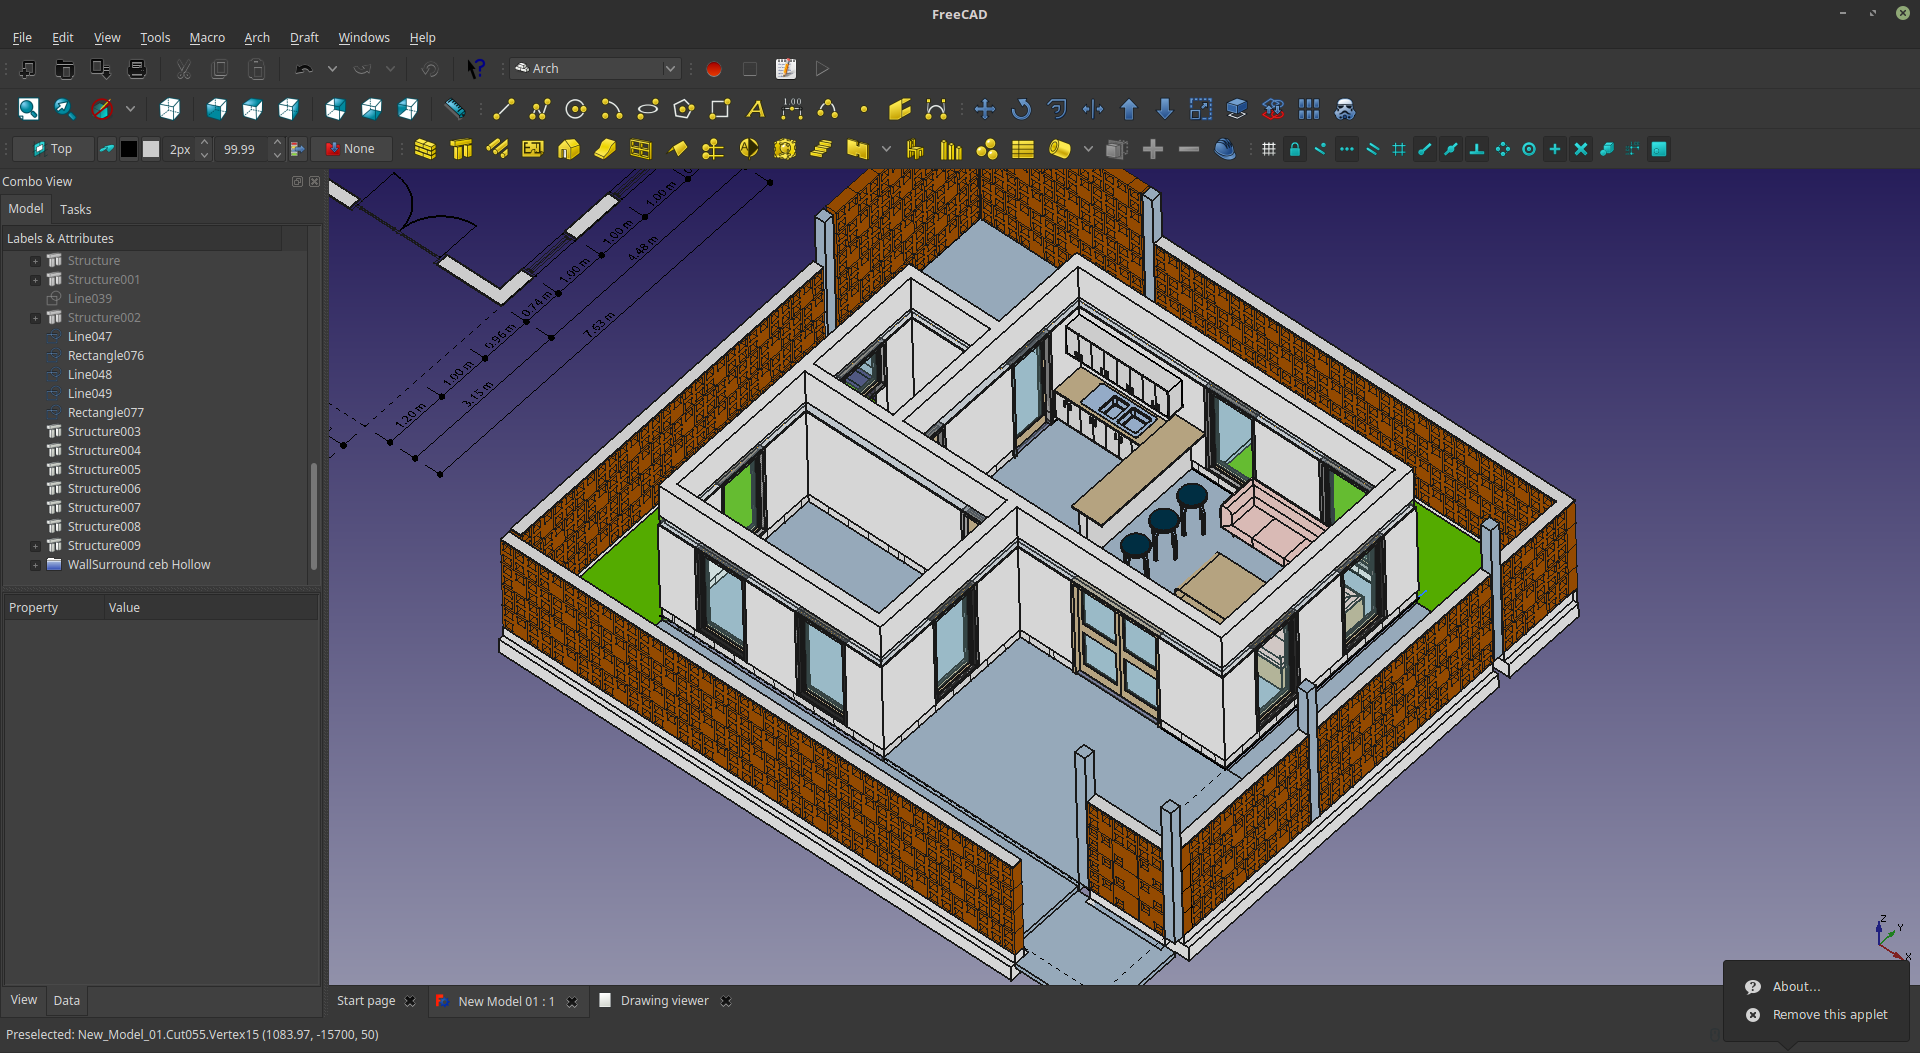 FreeCAD
File Edit View Tools Macro Arch Draft Windows Help
Arch
A 1.00
Top 2px 99.99 None
Combo View
Model Tasks
Labels & Attributes
Structure
Structure001
Line039
Structure002
Line047
Rectangle076
Line048
Line049
Rectangle077
Structure003
Structure004
Structure005
Structure006
Structure007
Structure008
Structure009
WallSurround ceb Hollow
Property Value
View Data
1.00 m
1.00 m
4.48 m
1.00 m
0.74 m
7.63 m
0.96 m
1.00 m
3.15 m
1.20 m
Z
Y
X
Start page New Model 01 : 1 Drawing viewer
About...
Remove this applet
Preselected: New_Model_01.Cut055.Vertex15 (1083.97, -15700, 50)